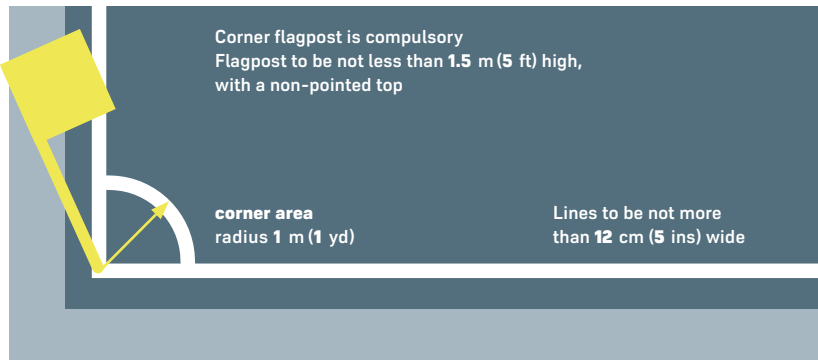 Corner flagpost is compulsory
Flagpost to be not less than 1.5 m (5 ft) high,
with a non-pointed top
corner area
radius 1 m (1 yd)
Lines to be not more
than 12 cm (5 ins) wide